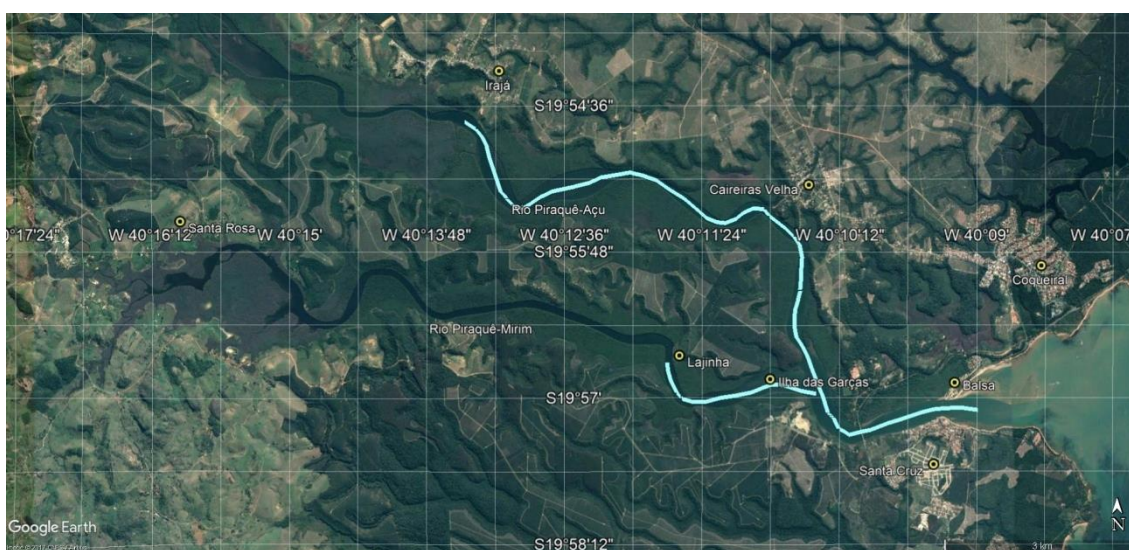 Irajá
S19°54'36"
Caireiras Velha
Rio Piraquê-Açu
Santa Rosa
0°17'24" W 40°16'12" W 40°15' W 40°13'48" W 40°12'36" W 40°11'24" W 40°10'12" W 40°09' W 40°07
S19°55'48"
Coqueiral
Rio Piraquê-Mirim
Lajinha
Ilha das Garças
Balsa
S19°57'
Santa Cruz
Google Earth
N
S19°58'12"
3 km